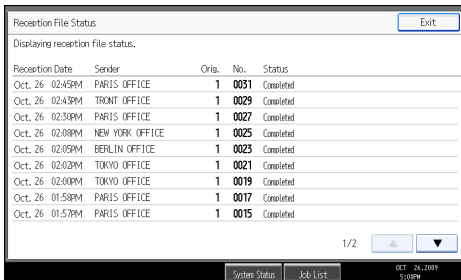 Reception File Status Exit
Displaying reception file status.
Reception Date Sender Orig. No. Status
Oct. 26 02:45PM PARIS OFFICE 1 0031 Completed
Oct. 26 02:43PM TRONT OFFICE 1 0029 Completed
Oct. 26 02:30PM PARIS OFFICE 1 0027 Completed
Oct. 26 02:08PM NEW YORK OFFICE 1 0025 Completed
Oct. 26 02:05PM BERLIN OFFICE 1 0023 Completed
Oct. 26 02:02PM TOKYO OFFICE 1 0021 Completed
Oct. 26 02:00PM TOKYO OFFICE 1 0019 Completed
Oct. 26 01:58PM PARIS OFFICE 1 0017 Completed
Oct. 26 01:57PM PARIS OFFICE 1 0015 Completed
1/2 ▲ ▼
System Status Job List OCT 26,2009
5:08PM